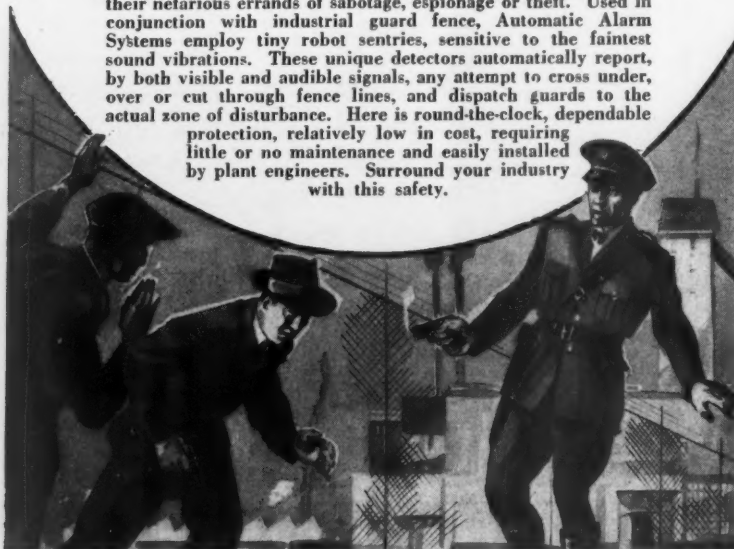 their nefarious errands of sabotage, espionage or theft. Used in
conjunction with industrial guard fence, Automatic Alarm
Systems employ tiny robot sentries, sensitive to the faintest
sound vibrations. These unique detectors automatically report,
by both visible and audible signals, any attempt to cross under,
over or cut through fence lines, and dispatch guards to the
actual zone of disturbance. Here is round-the-clock, dependable
protection, relatively low in cost, requiring
little or no maintenance and easily installed
by plant engineers. Surround your industry
with this safety.